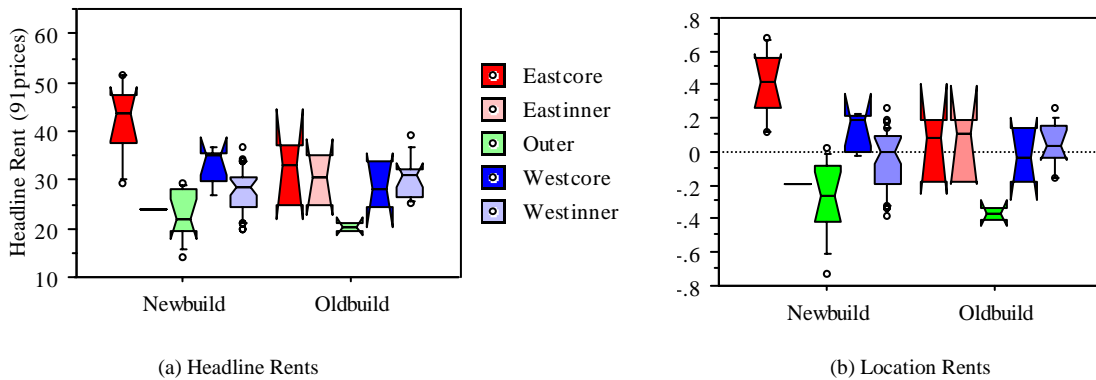 Headline Rent (91prices)
60
50
40
30
20
10
Newbuild
Oldbuild
Eastcore
Eastinner
Outer
Westcore
Westinner
.8
.6
.4
.2
0
-.2
-.4
-.6
-.8
Newbuild
Oldbuild
(a) Headline Rents
(b) Location Rents